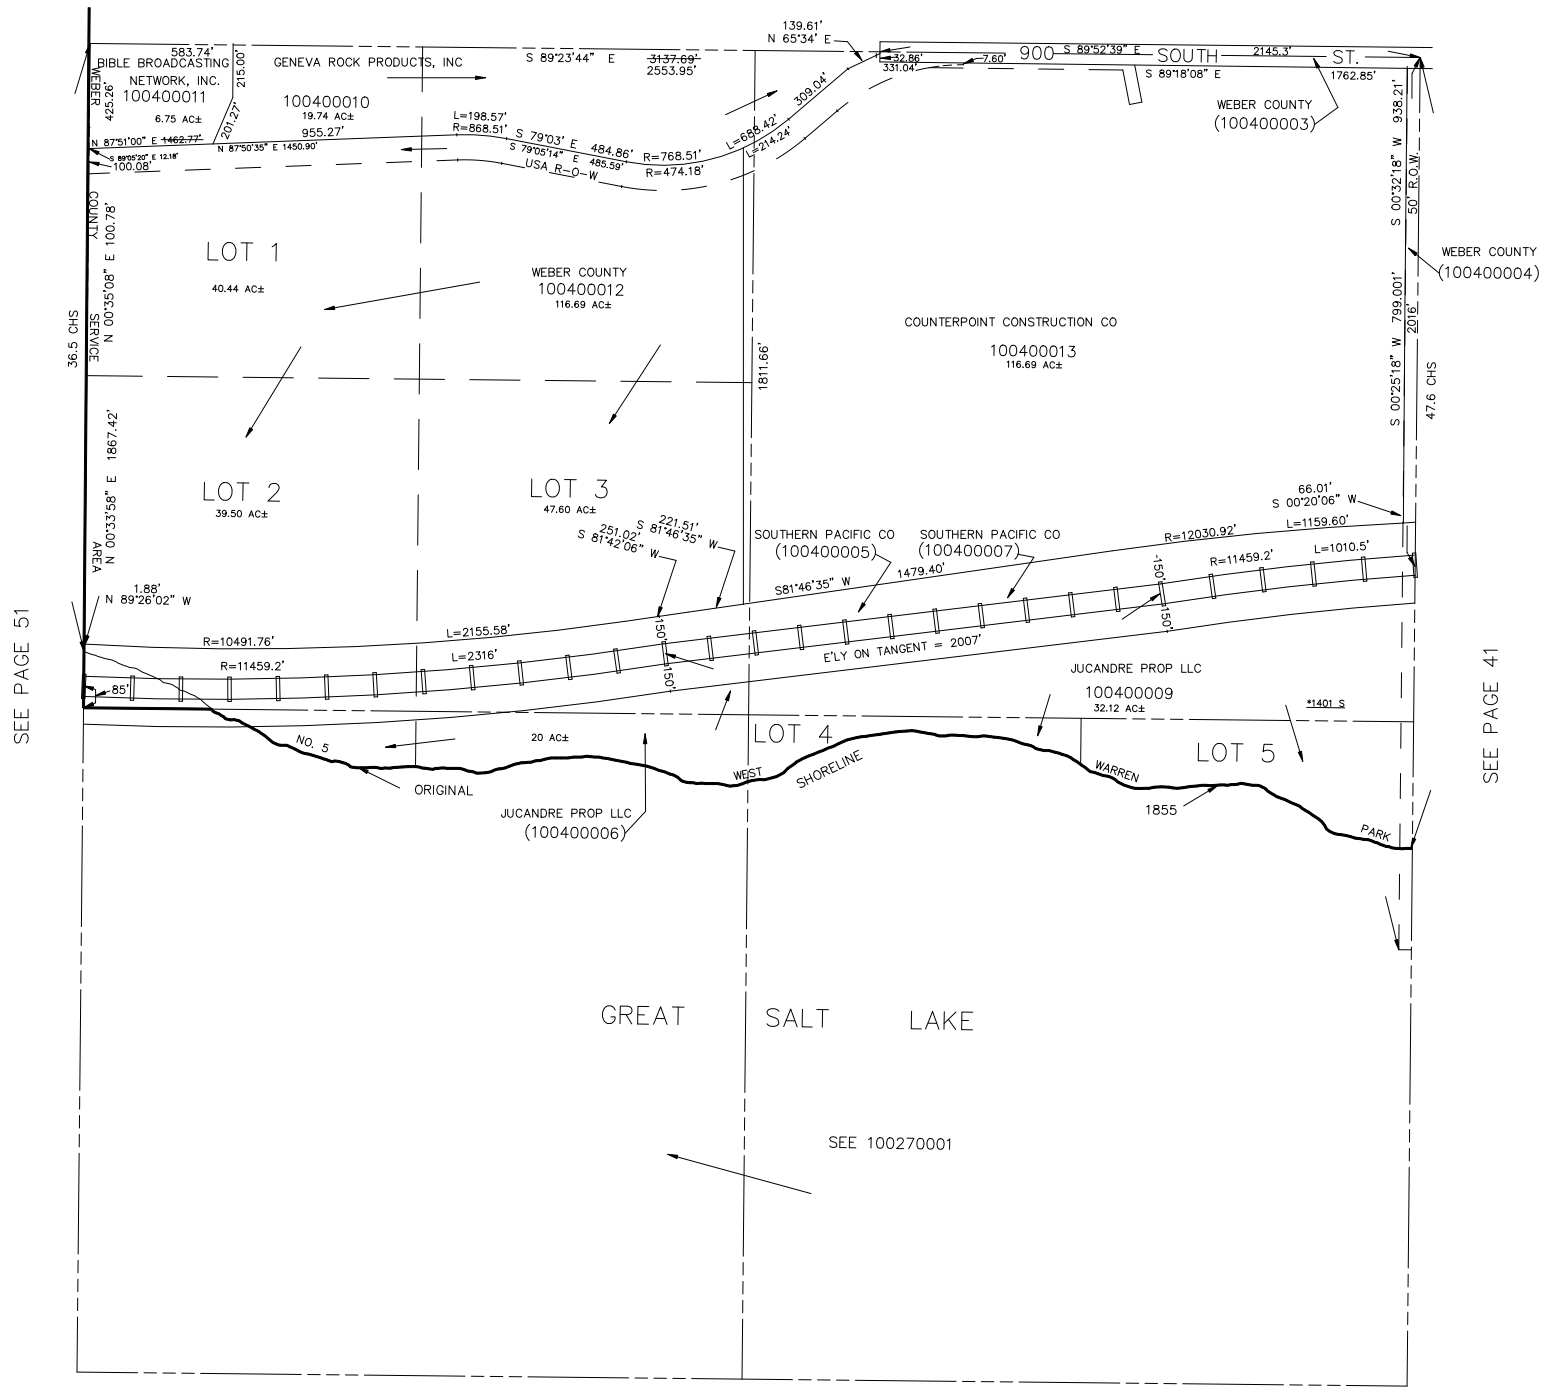 139.61'
N 65°34' E
583.74'
BIBLE BROADCASTING
NETWORK, INC.
100400011
6.75 AC±
WEBER
425.26'
215.00'
201.27'
GENEVA ROCK PRODUCTS, INC
100400010
19.74 AC±
955.27'
S 89°23'44" E
3137.69'
2553.95'
32.86'
331.04'
7.60'
900
S 89°52'39" E
SOUTH
2145.3'
ST.
S 89°18'08" E
1762.85'
WEBER COUNTY
(100400003)
309.04'
L=198.57'
R=868.51'
S 79°03' E 484.86'
S 79°05'14" E 485.59'
USA R-O-W
R=768.51'
R=474.18'
L=688.42'
L=214.24'
N 87°51'00" E 1462.77'
S 89°05'20" E 12.18'
100.08'
N 87°50'35" E 1450.90'
S 00°32'18" W 938.21'
50' R.O.W.
COUNTY
N 00°35'08" E 100.78'
LOT 1
40.44 AC±
WEBER COUNTY
100400012
116.69 AC±
WEBER COUNTY
(100400004)
36.5 CHS
SERVICE
COUNTERPOINT CONSTRUCTION CO
100400013
116.69 AC±
1811.66'
S 00°25'18" W 799.001'
2016'
47.6 CHS
N 00°33'58" E 1867.42'
LOT 2
39.50 AC±
LOT 3
47.60 AC±
AREA
221.51'
S 81°46'35" W
251.02'
S 81°42'06" W
66.01'
S 00°20'06" W
SOUTHERN PACIFIC CO
(100400005)
SOUTHERN PACIFIC CO
(100400007)
R=12030.92'
L=1159.60'
R=11459.2'
L=1010.5'
1.88'
N 89°26'02" W
S81°46'35" W
1479.40'
150'
150'
SEE PAGE 51
R=10491.76'
L=2155.58'
150'
150'
R=11459.2'
L=2316'
E'LY ON TANGENT = 2007'
85'
JUCANDRE PROP LLC
100400009
32.12 AC±
*1401 S
SEE PAGE 41
NO. 5
20 AC±
LOT 4
LOT 5
ORIGINAL
WEST
SHORELINE
WARREN
1855
PARK
JUCANDRE PROP LLC
(100400006)
GREAT SALT LAKE
SEE 100270001